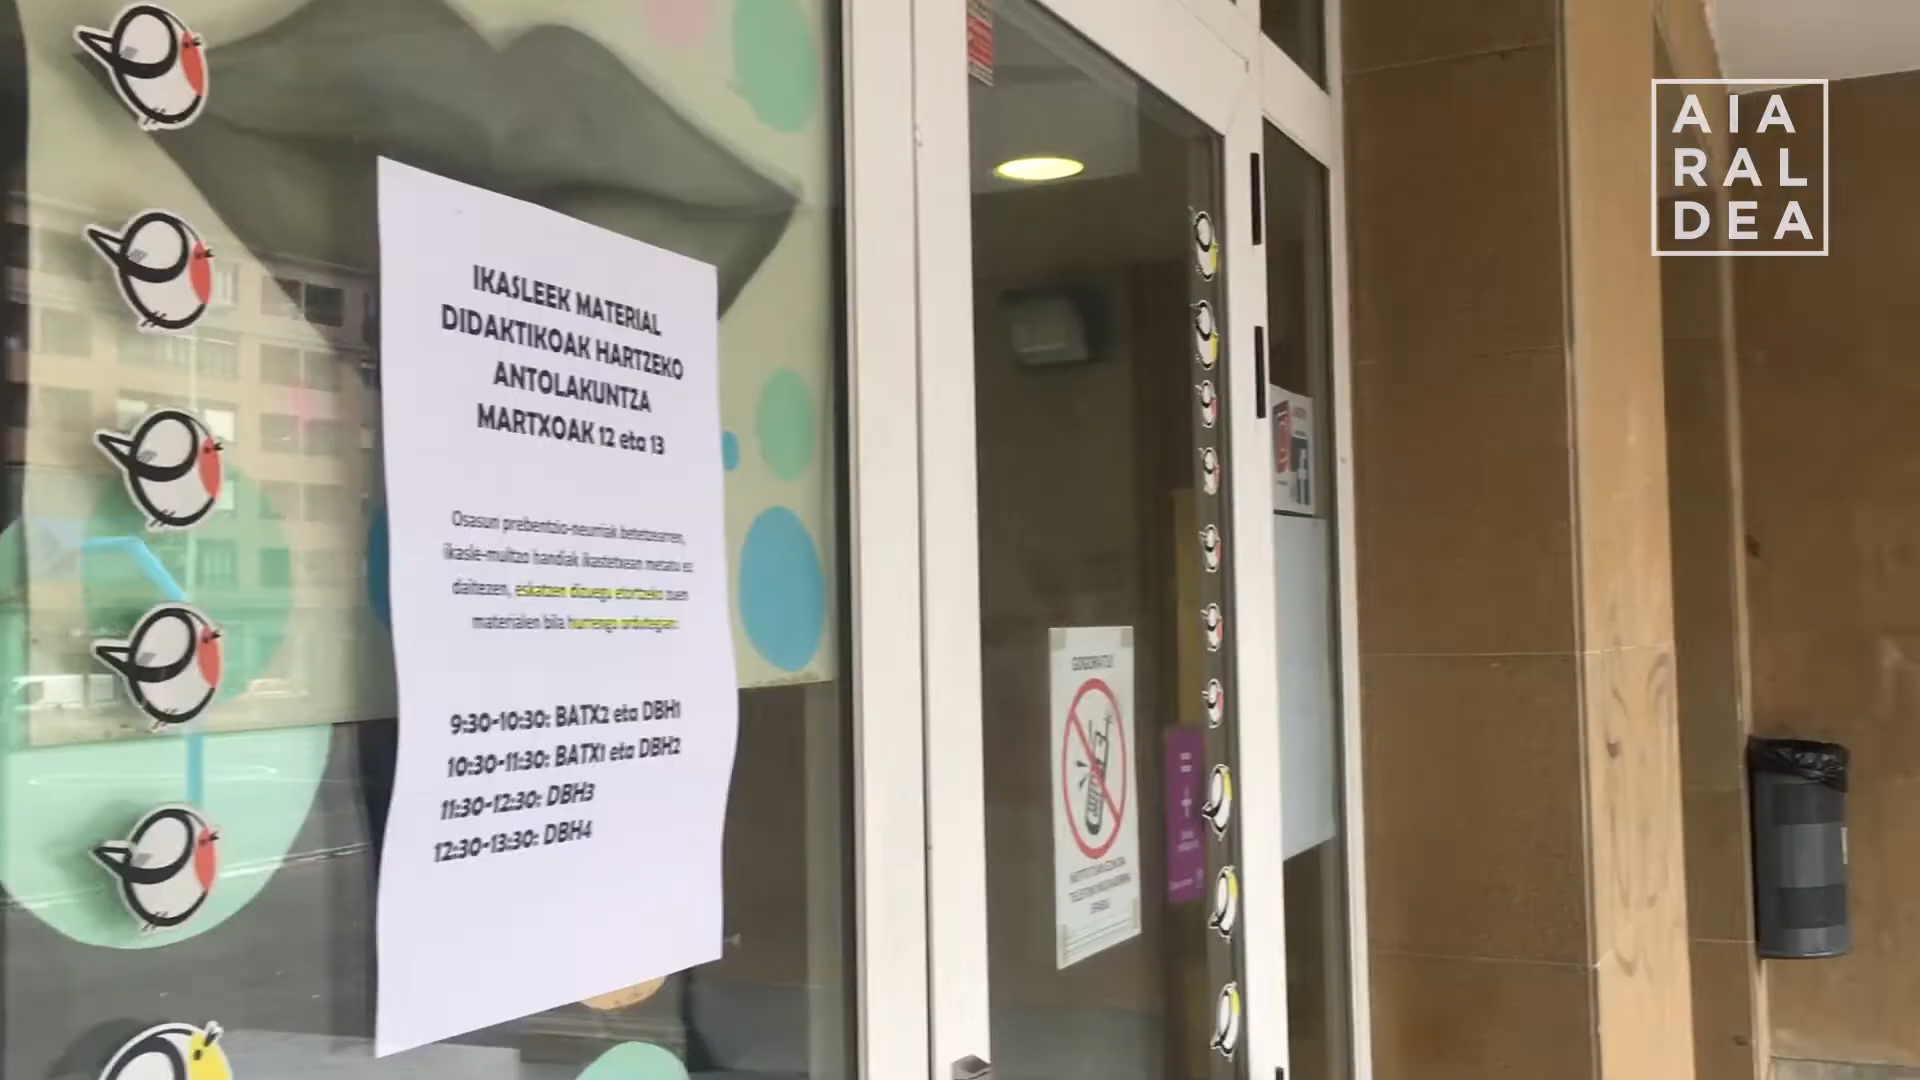 IKASLEEK MATERIAL
DIDAKTIKOAK HARTZEKO
ANTOLAKUNTZA
MARTXOAK 12 eta 13
Osasun prebentzio-neurriak betetzearren,
ikasle-multzo handiak ikastetxean metatu ez
daitezen, eskatzen dizuegu etortzeko zuen
materialen bila hurrengo ordutegian:
9:30-10:30: BATX2 eta DBH1
10:30-11:30: BATX1 eta DBH2
11:30-12:30: DBH3
12:30-13:30: DBH4
GOGORATU!
AIA
RAL
DEA